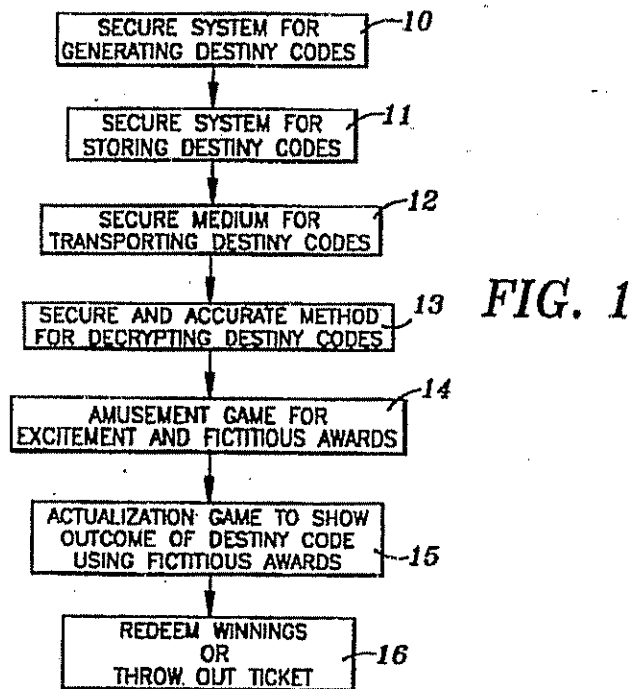 SECURE SYSTEM FOR
GENERATING DESTINY CODES
10
SECURE SYSTEM FOR
STORING DESTINY CODES
11
SECURE MEDIUM FOR
TRANSPORTING DESTINY CODES
12
SECURE AND ACCURATE METHOD
FOR DECRYPTING DESTINY CODES
13
FIG. 1
AMUSEMENT GAME FOR
EXCITEMENT AND FICTITIOUS AWARDS
14
ACTUALIZATION GAME TO SHOW
OUTCOME OF DESTINY CODE
USING FICTITIOUS AWARDS
15
REDEEM WINNINGS
OR
THROW OUT TICKET
16